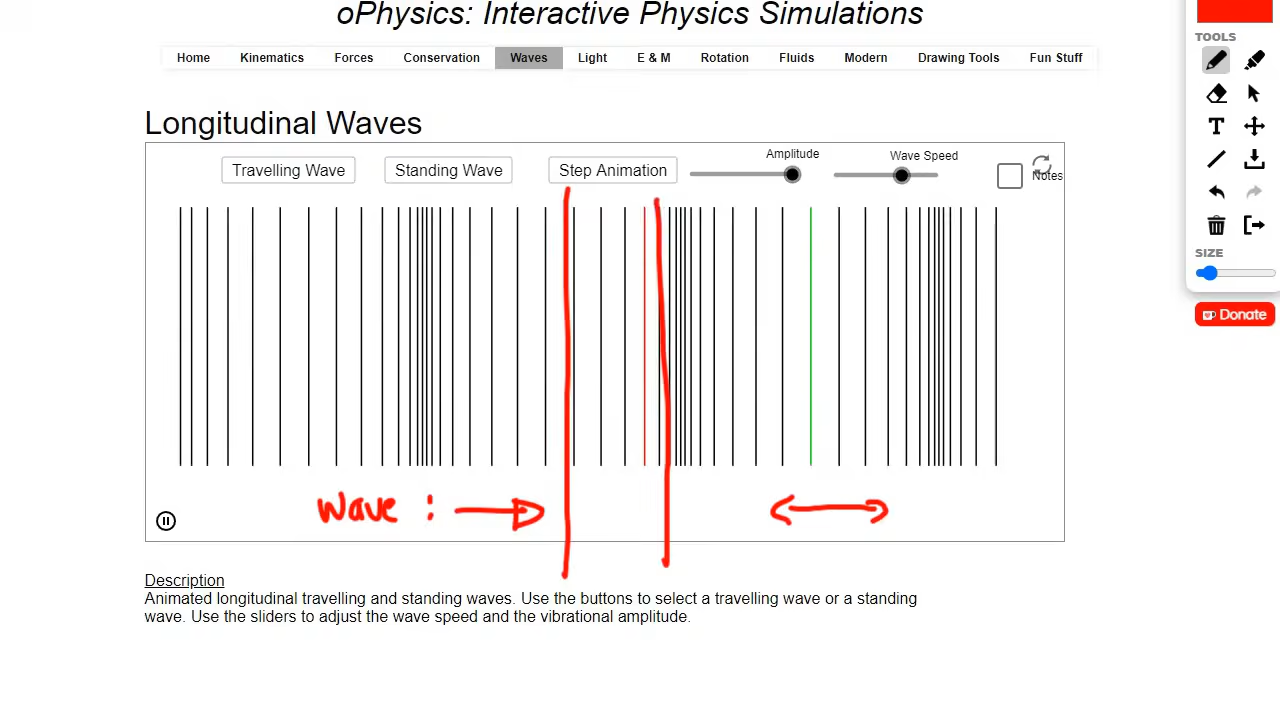 oPhysics: Interactive Physics Simulations
Home Kinematics Forces Conservation Waves Light E & M Rotation Fluids Modern Drawing Tools Fun Stuff
TOOLS
T
SIZE
Donate
Longitudinal Waves
Travelling Wave Standing Wave Step Animation Amplitude Wave Speed Notes
wave :
Description
Animated longitudinal travelling and standing waves. Use the buttons to select a travelling wave or a standing
wave. Use the sliders to adjust the wave speed and the vibrational amplitude.